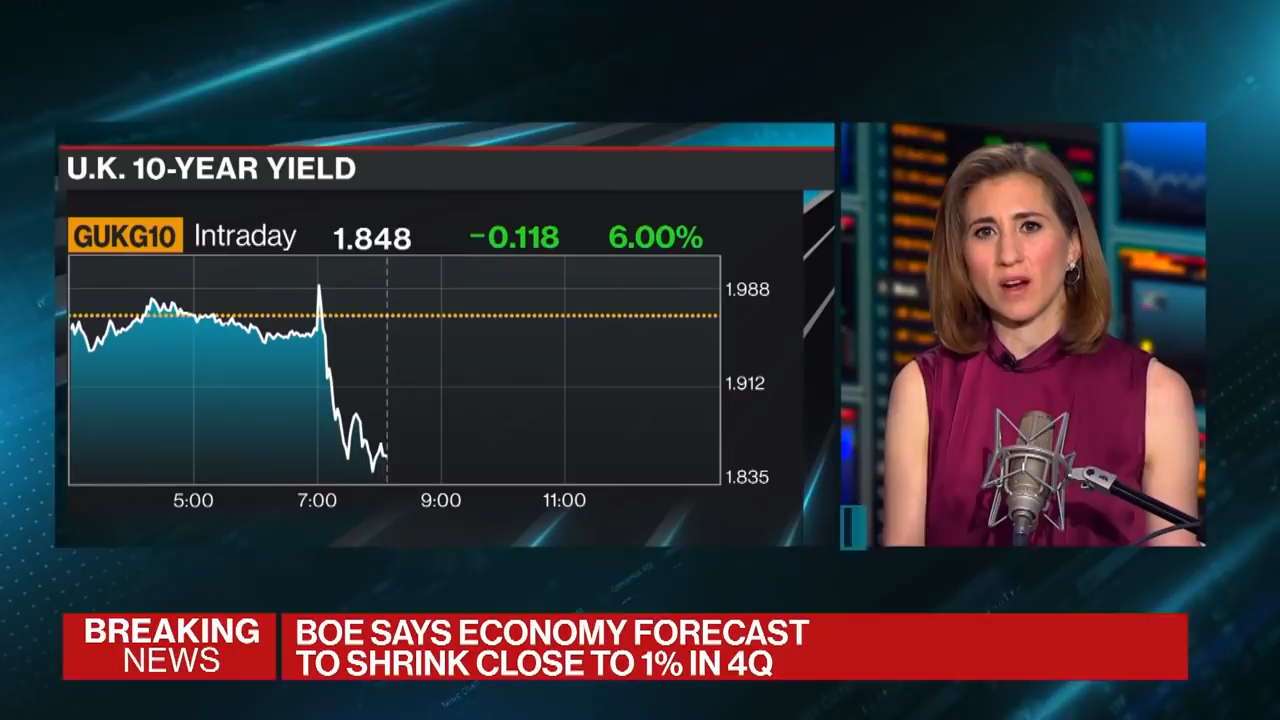 U.K. 10-YEAR YIELD
GUKG10 Intraday 1.848 -0.118 6.00%
1.988
1.912
1.835
5:00 7:00 9:00 11:00
BREAKING
NEWS
BOE SAYS ECONOMY FORECAST
TO SHRINK CLOSE TO 1% IN 4Q